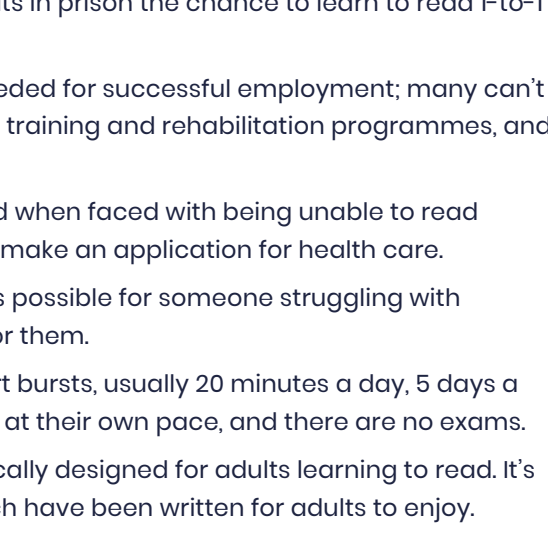 ts in prison the chance to learn to read 1-to-1
eded for successful employment; many can't
training and rehabilitation programmes, and
d when faced with being unable to read
make an application for health care.
s possible for someone struggling with
or them.
t bursts, usually 20 minutes a day, 5 days a
at their own pace, and there are no exams.
cally designed for adults learning to read. It's
h have been written for adults to enjoy.